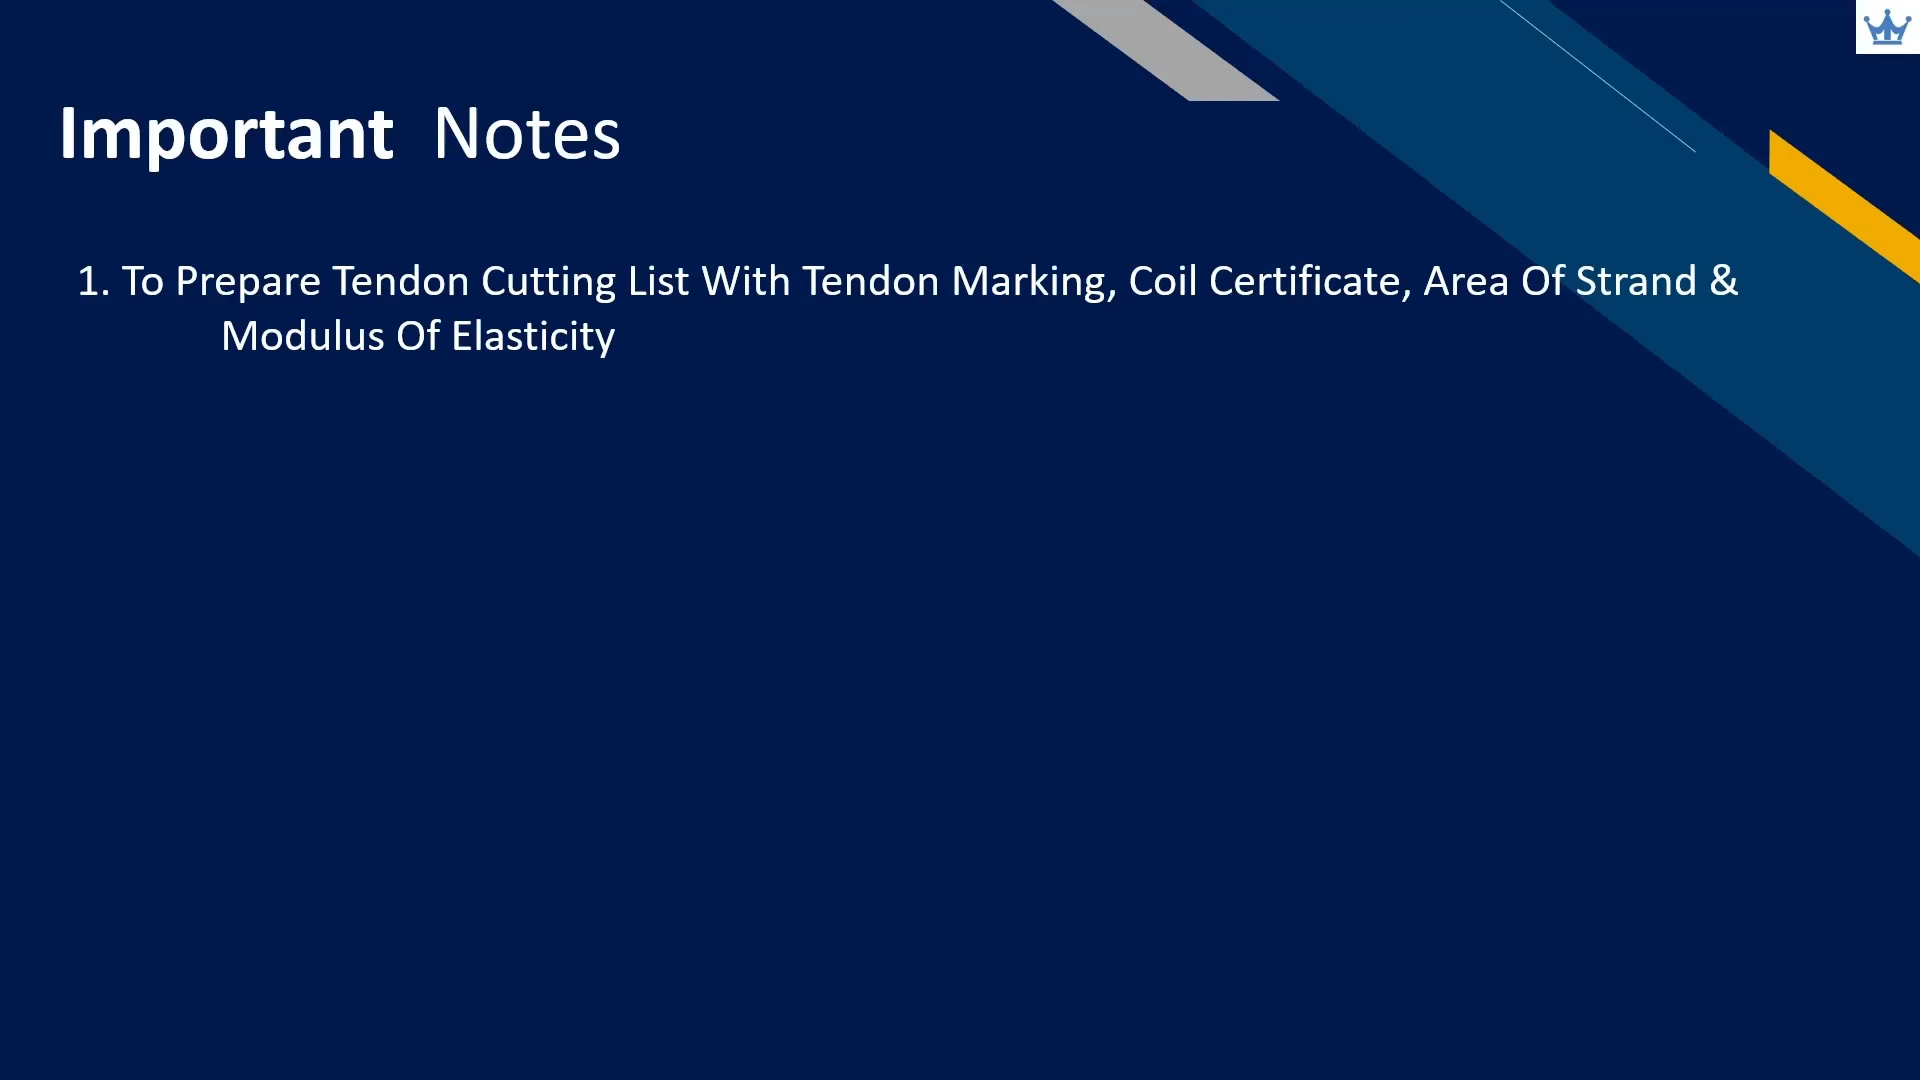 Important Notes
1. To Prepare Tendon Cutting List With Tendon Marking, Coil Certificate, Area Of Strand &
Modulus Of Elasticity